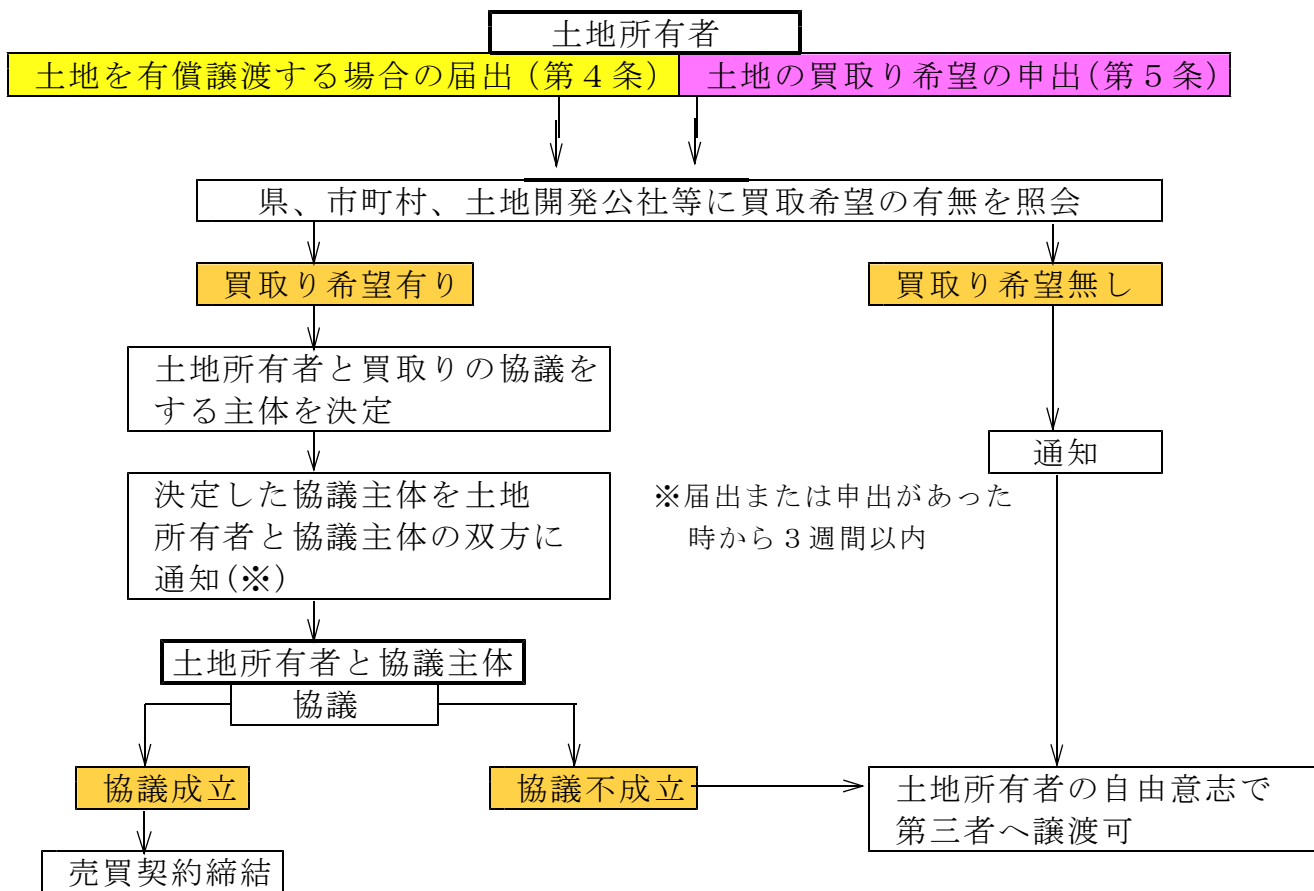 土地所有者
土地を有償譲渡する場合の届出（第４条）
土地の買取り希望の申出（第５条）
県、市町村、土地開発公社等に買取希望の有無を照会
買取り希望有り
買取り希望無し
土地所有者と買取りの協議を
する主体を決定
通知
決定した協議主体を土地
所有者と協議主体の双方に
通知（※）
※届出または申出があった
時から３週間以内
土地所有者と協議主体
協議
協議成立
協議不成立
土地所有者の自由意志で
第三者へ譲渡可
売買契約締結